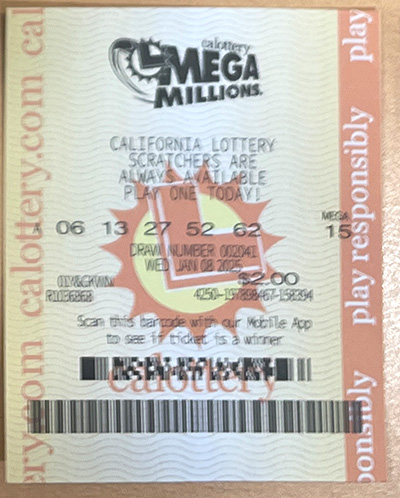 calottery
MEGA
MILLIONS.
CALIFORNIA LOTTERY
SCRATCHERS ARE
ALWAYS AVAILABLE
PLAY ONE TODAY!
MEGA
A 06 13 27 52 62 15
DRAW NUMBER 002041
WED JAN 08 2025
$2.00
Scan this barcode with our Mobile App
to see if ticket is a winner
calottery
calottery.com
play responsibly